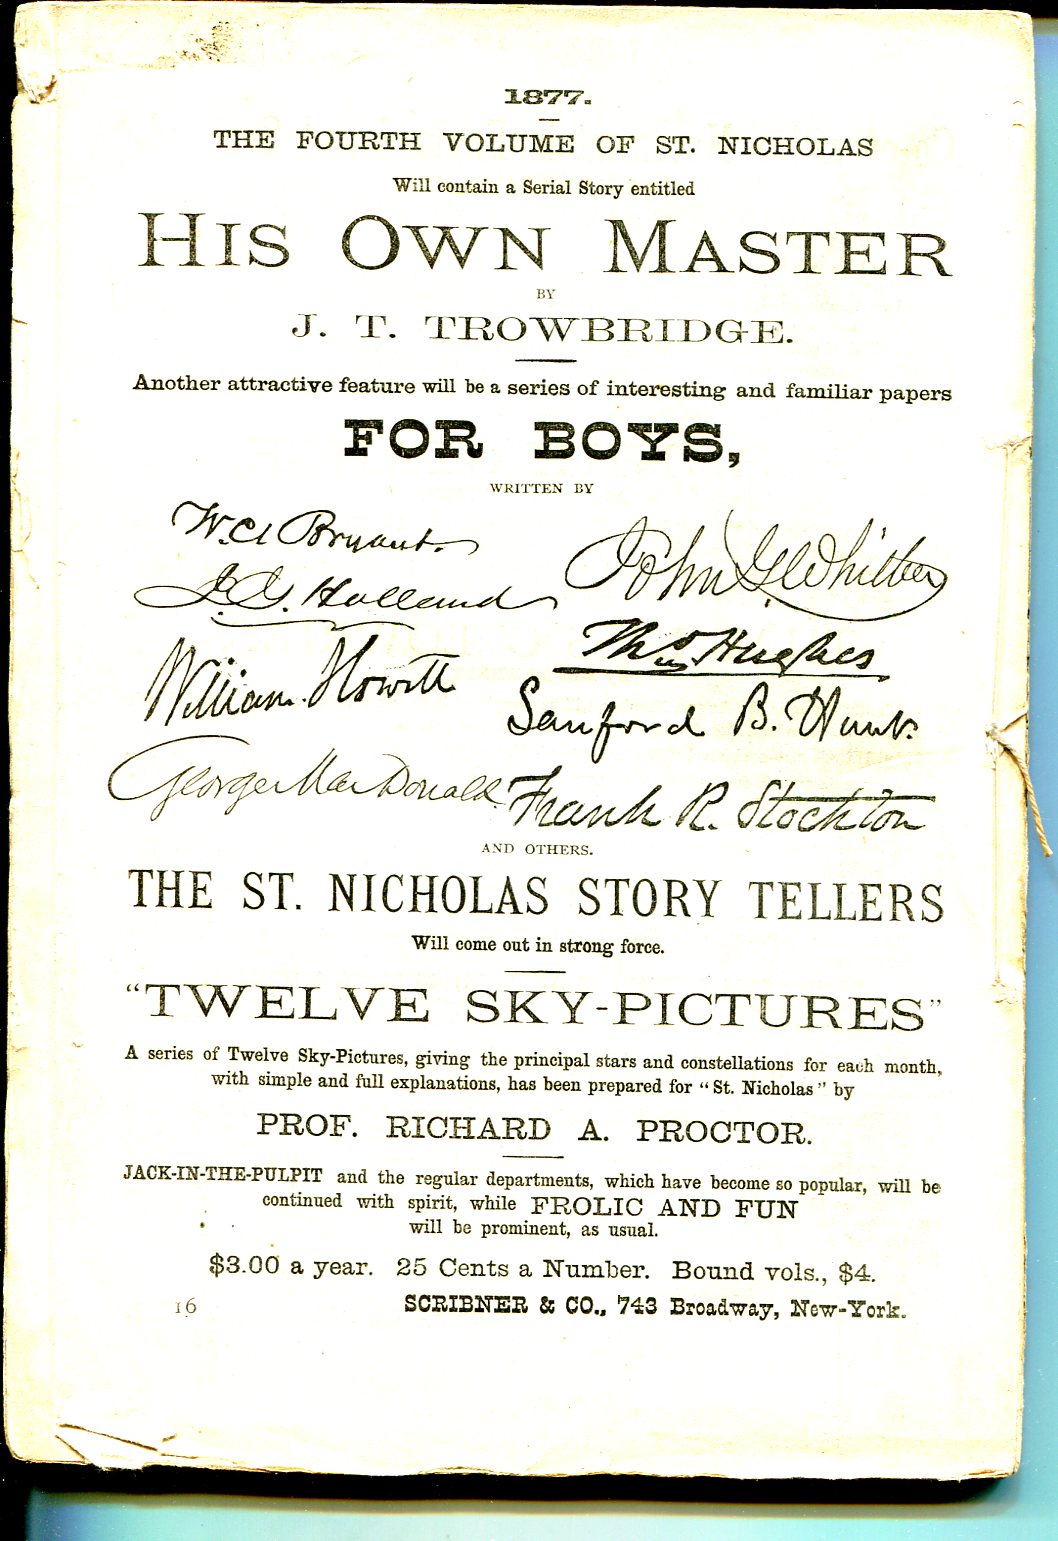 1877.
THE FOURTH VOLUME OF ST. NICHOLAS
Will contain a Serial Story entitled
HIS OWN MASTER
BY
J. T. TROWBRIDGE.
Another attractive feature will be a series of interesting and familiar papers
FOR BOYS,
WRITTEN BY
W. C. Bryant. John G. Whittier
J. G. Holland
Thos Hughes
William Howitt
Sanford B. Hunt.
George MacDonald. Frank R. Stockton
AND OTHERS.
THE ST. NICHOLAS STORY TELLERS
Will come out in strong force.
"TWELVE SKY-PICTURES"
A series of Twelve Sky-Pictures, giving the principal stars and constellations for each month,
with simple and full explanations, has been prepared for "St. Nicholas" by
PROF. RICHARD A. PROCTOR.
JACK-IN-THE-PULPIT and the regular departments, which have become so popular, will be
continued with spirit, while FROLIC AND FUN
will be prominent, as usual.
$3.00 a year. 25 Cents a Number. Bound vols., $4.
16 SCRIBNER & CO., 743 Broadway, New-York.